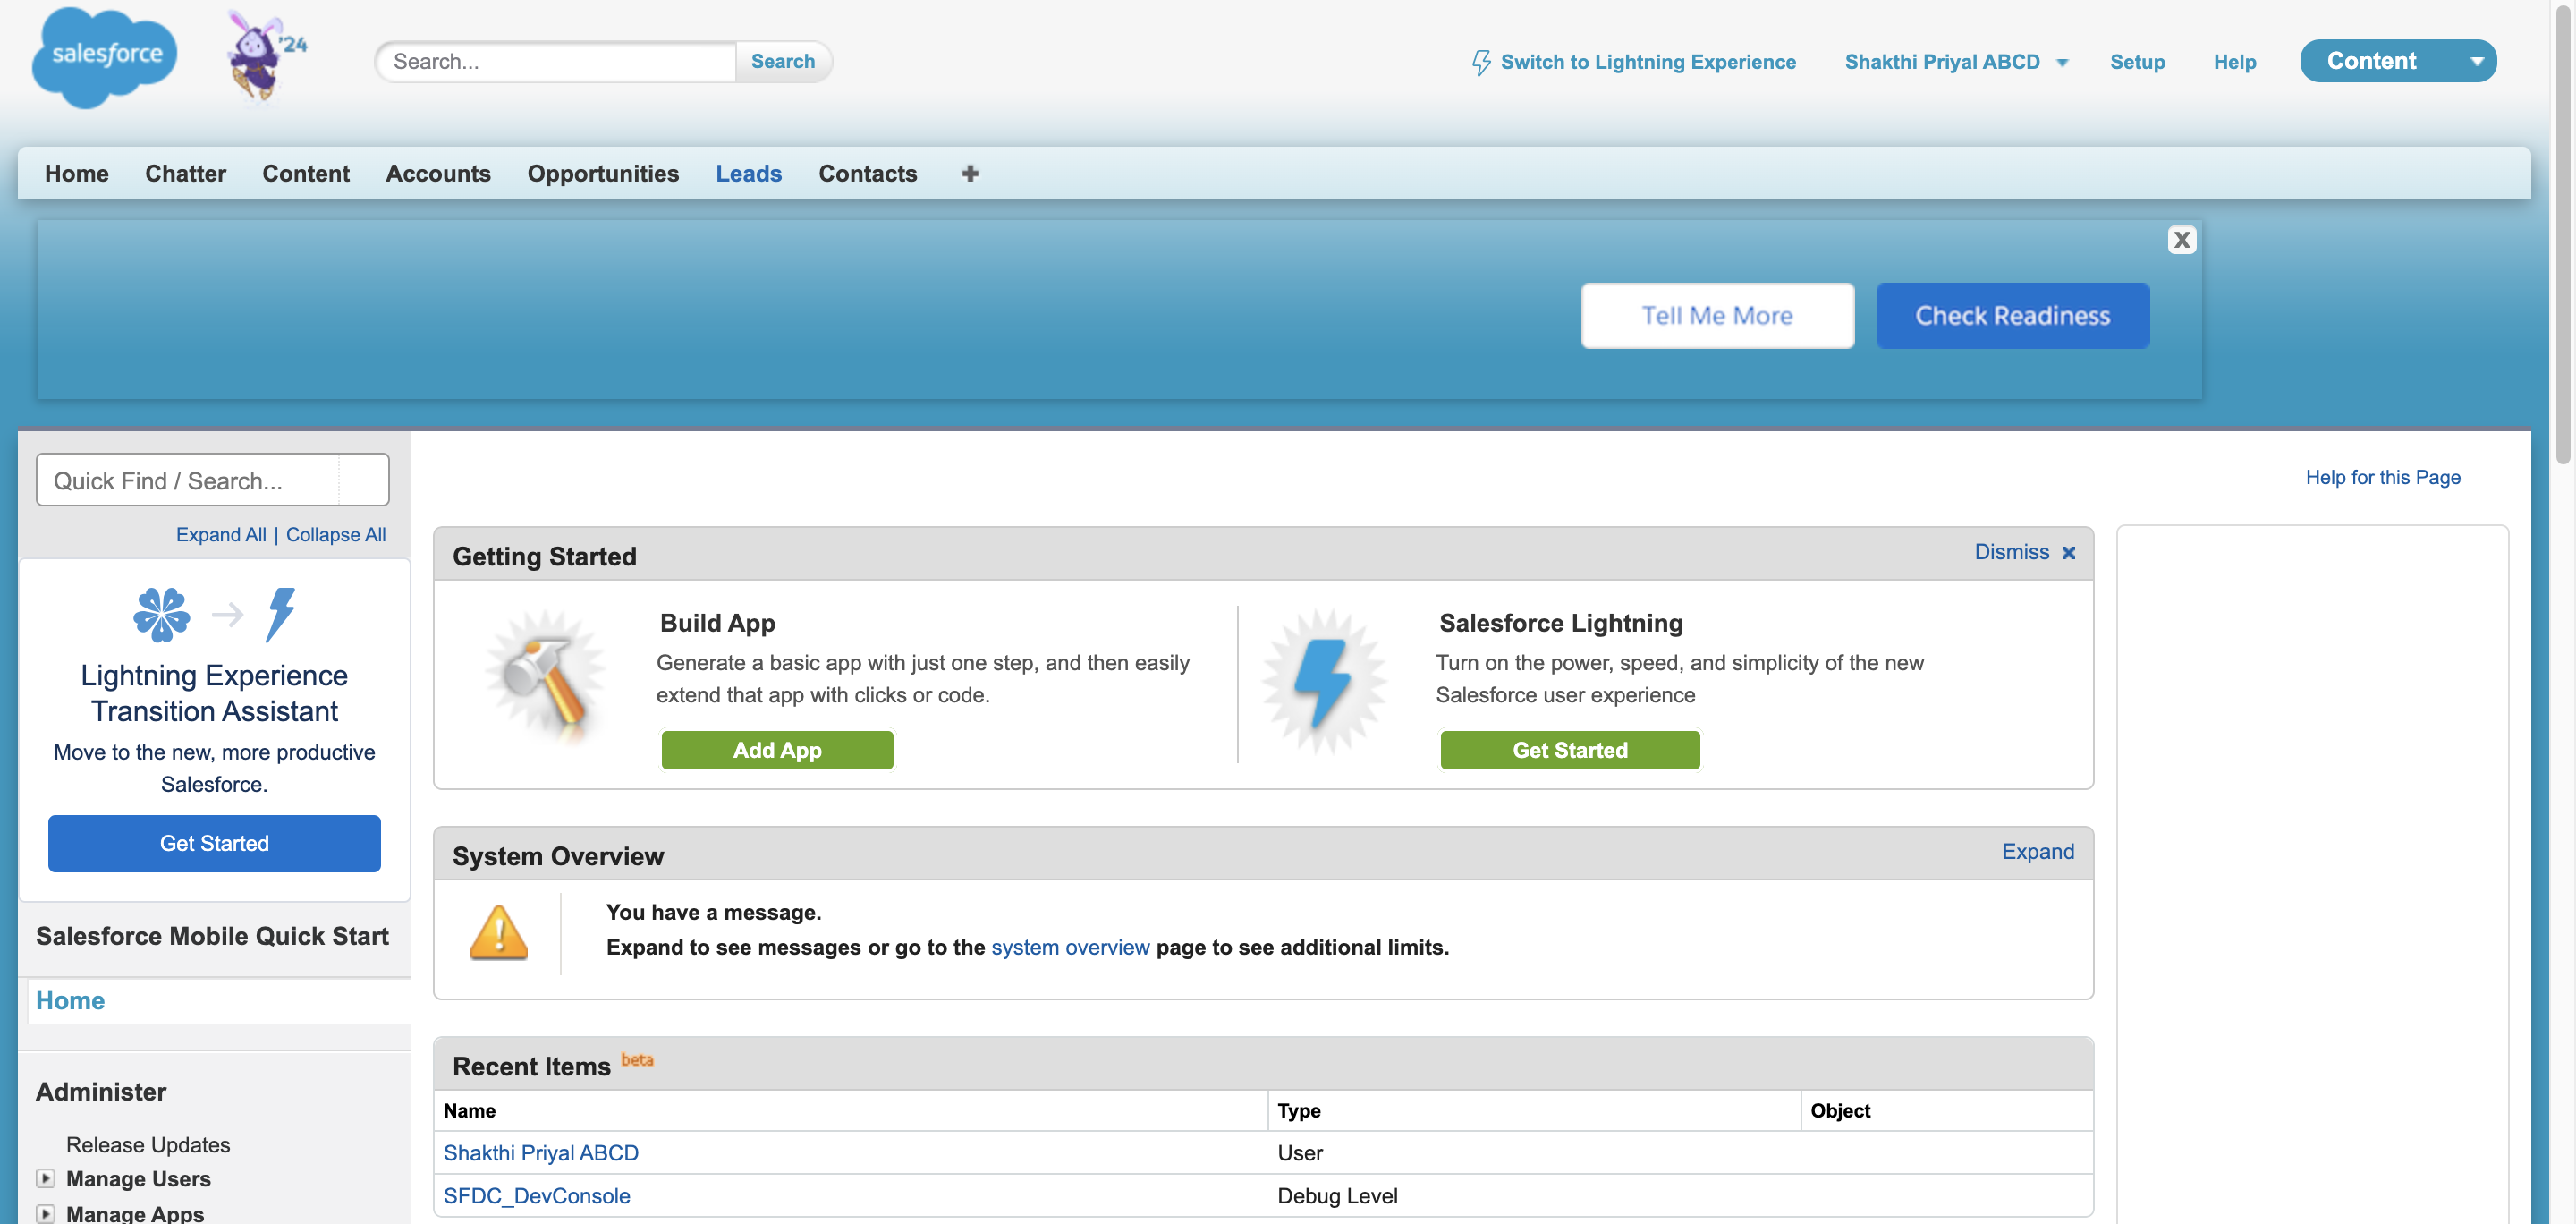 salesforce
'24
Search...
Search
Switch to Lightning Experience
Shakthi Priyal ABCD
Setup
Help
Content
Home
Chatter
Content
Accounts
Opportunities
Leads
Contacts
X
Tell Me More
Check Readiness
Quick Find / Search...
Expand All | Collapse All
Lightning Experience
Transition Assistant
Move to the new, more productive
Salesforce.
Get Started
Salesforce Mobile Quick Start
Home
Administer
Release Updates
Manage Users
Manage Apps
Help for this Page
Getting Started
Dismiss
Build App
Generate a basic app with just one step, and then easily
extend that app with clicks or code.
Add App
Salesforce Lightning
Turn on the power, speed, and simplicity of the new
Salesforce user experience
Get Started
System Overview
Expand
You have a message.
Expand to see messages or go to the system overview page to see additional limits.
Recent Items beta
Name
Type
Object
Shakthi Priyal ABCD
User
SFDC_DevConsole
Debug Level